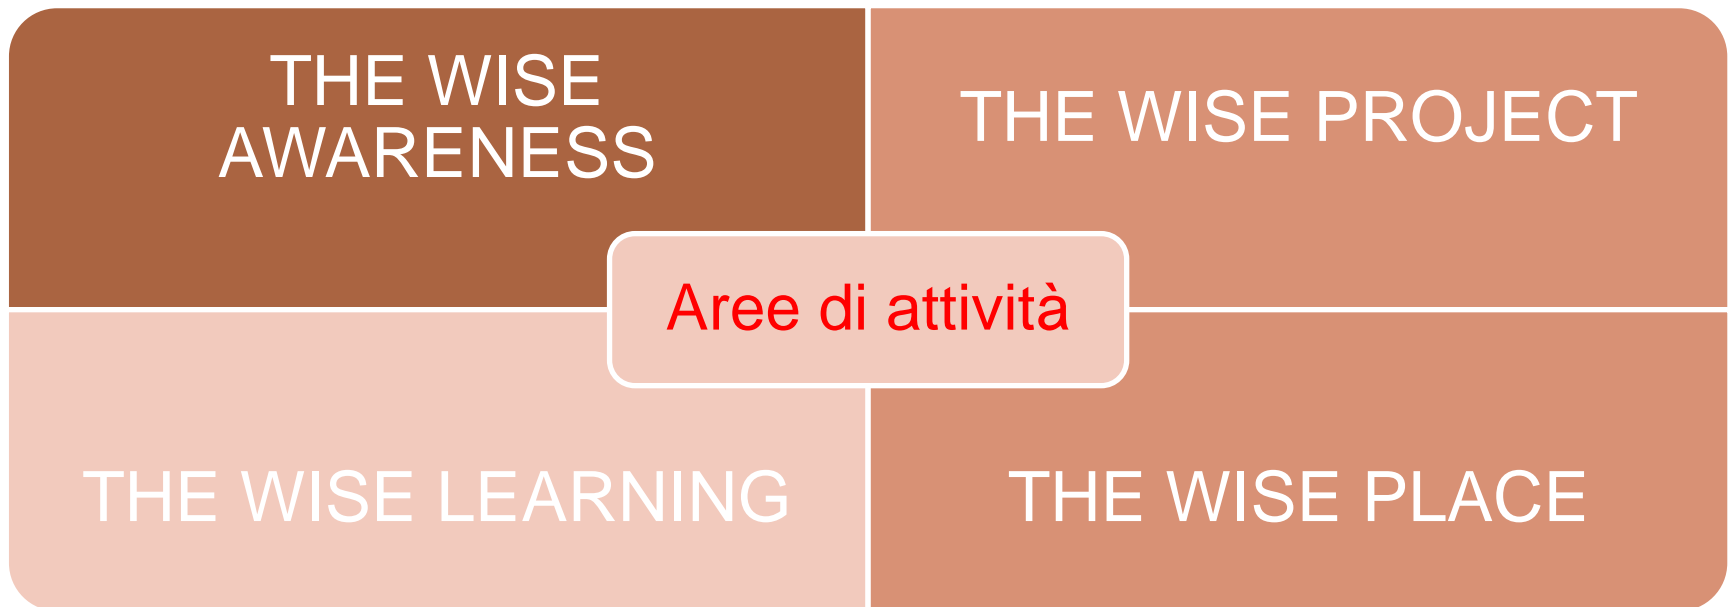 THE WISE
AWARENESS
THE WISE PROJECT
Aree di attività
THE WISE LEARNING
THE WISE PLACE